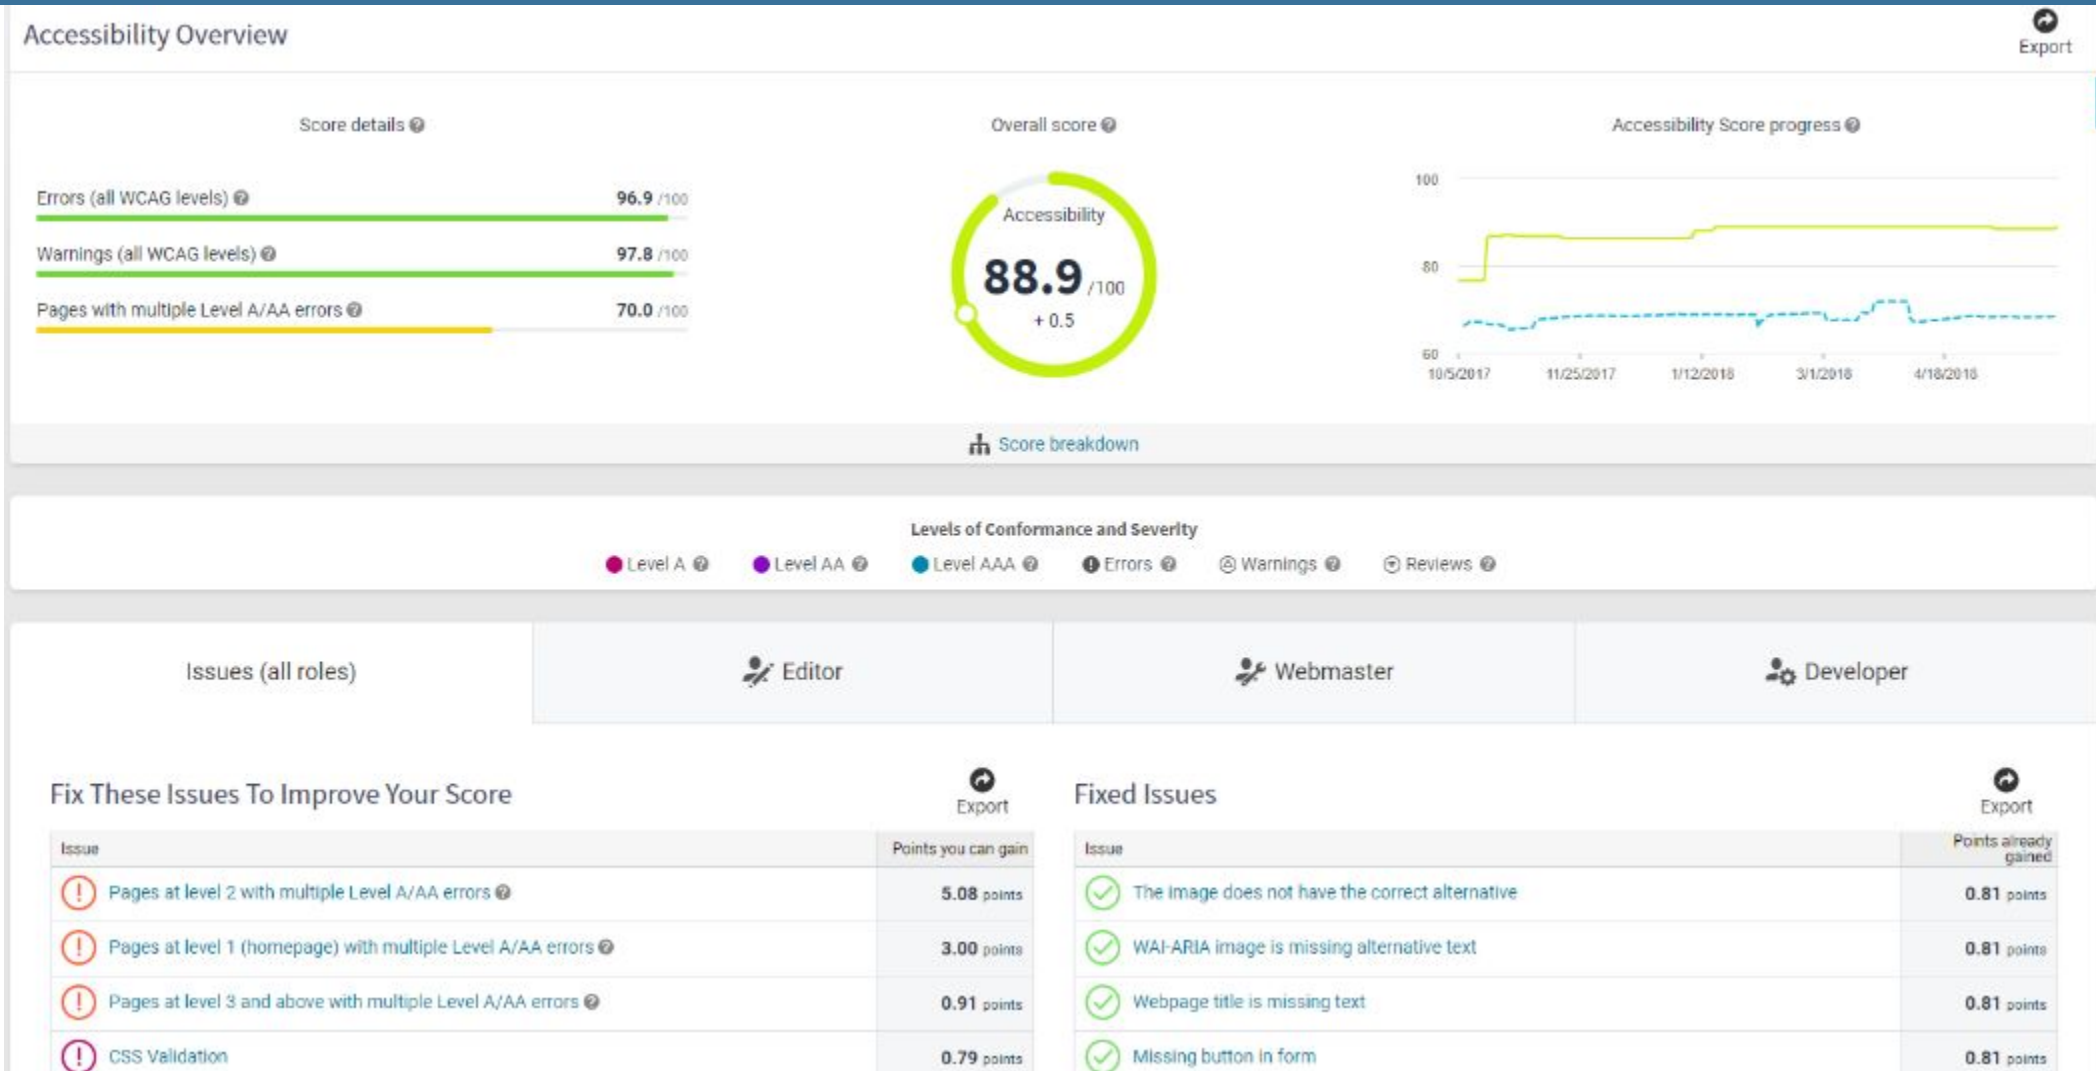 Accessibility Overview
Export
Score details
Errors (all WCAG levels) 96.9 /100
Warnings (all WCAG levels) 97.8 /100
Pages with multiple Level A/AA errors 70.0 /100
Overall score
Accessibility
88.9 /100
+ 0.5
Accessibility Score progress
100
80
60
10/5/2017 11/25/2017 1/12/2018 3/1/2018 4/18/2018
Score breakdown
Levels of Conformance and Severity
Level A Level AA Level AAA Errors Warnings Reviews
Issues (all roles) Editor Webmaster Developer
Fix These Issues To Improve Your Score
Export
Issue Points you can gain
Pages at level 2 with multiple Level A/AA errors 5.08 points
Pages at level 1 (homepage) with multiple Level A/AA errors 3.00 points
Pages at level 3 and above with multiple Level A/AA errors 0.91 points
CSS Validation 0.79 points
Fixed Issues
Export
Issue Points already gained
The image does not have the correct alternative 0.81 points
WAI-ARIA image is missing alternative text 0.81 points
Webpage title is missing text 0.81 points
Missing button in form 0.81 points